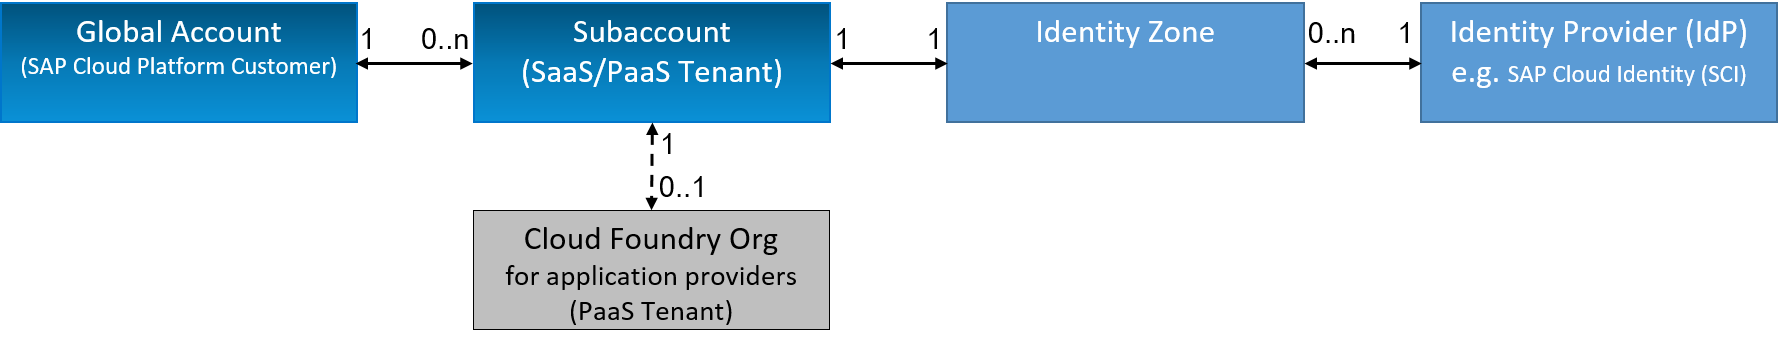 Global Account
(SAP Cloud Platform Customer)
1
0..n
Subaccount
(SaaS/PaaS Tenant)
1
1
Identity Zone
0..n
1
Identity Provider (IdP)
e.g. SAP Cloud Identity (SCI)
1
0..1
Cloud Foundry Org
for application providers
(PaaS Tenant)